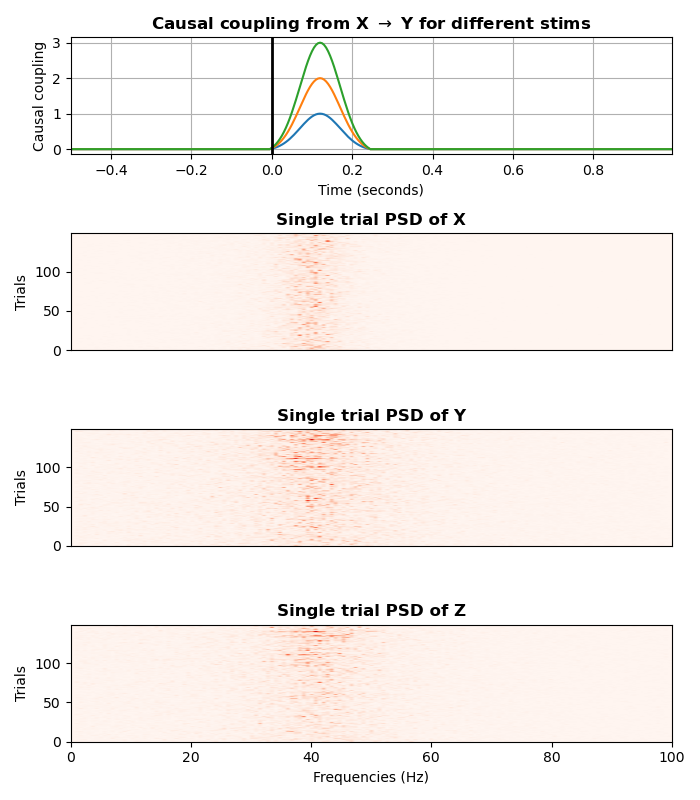 Causal coupling from X → Y for different stims
Causal coupling
3
2
1
0
−0.4 −0.2 0.0 0.2 0.4 0.6 0.8
Time (seconds)
Single trial PSD of X
Trials
100
50
0
Single trial PSD of Y
Trials
100
50
0
Single trial PSD of Z
Trials
100
50
0
0 20 40 60 80 100
Frequencies (Hz)